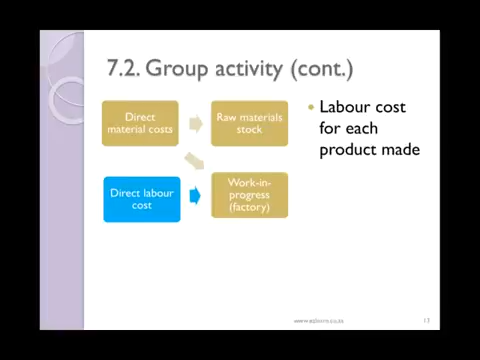 7.2. Group activity (cont.)
Direct
material costs
Raw materials
stock
Direct labour
cost
Work-in-
progress
(factory)
• Labour cost
for each
product made
13